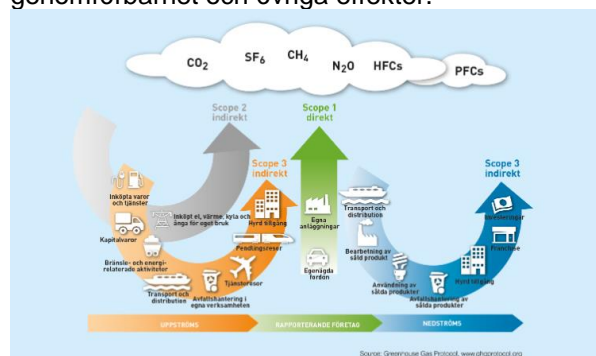 genomförbarhet och övriga effekter.
CO2
SF6
CH4
N2O
HFCs
PFCs
Scope 2
indirekt
Scope 1
direkt
Scope 3
indirekt
Scope 3
indirekt
Inköpta varor
och tjänster
Inköpt el, värme, kyla och
ånga för eget bruk
Kapitalvaror
Bränsle- och energi-
relaterade aktiviteter
Transport och
distribution
Avfallshantering i
egna verksamheten
Tjänsteresor
Pendlingsresor
Hyrd tillgång
Egna
anläggningar
Egenägda
fordon
Transport och
distribution
Bearbetning av
såld produkt
Användning av
sålda produkter
Avfallshantering av
sålda produkter
Hyrd tillgång
Franchise
Investeringar
UPPSTRÖMS
RAPPORTERANDE FÖRETAG
NEDSTRÖMS
Source: Greenhouse Gas Protocol, www.ghgprotocol.org